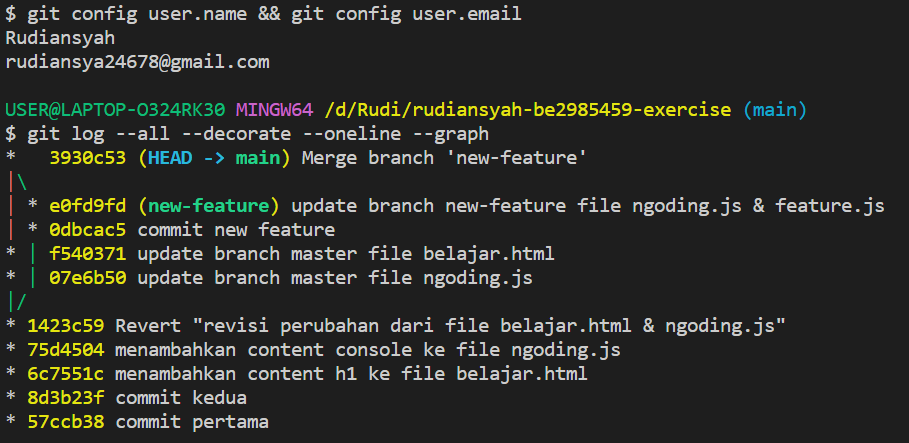 $ git config user.name && git config user.email
Rudiansyah
rudiansya24678@gmail.com
USER@LAPTOP-O324RK30 MINGW64 /d/Rudi/rudiansyah-be2985459-exercise (main)
$ git log --all --decorate --oneline --graph
*   3930c53 (HEAD -> main) Merge branch 'new-feature'
|\
| * e0fd9fd (new-feature) update branch new-feature file ngoding.js & feature.js
| * 0dbcac5 commit new feature
* | f540371 update branch master file belajar.html
* | 07e6b50 update branch master file ngoding.js
|/
* 1423c59 Revert "revisi perubahan dari file belajar.html & ngoding.js"
* 75d4504 menambahkan content console ke file ngoding.js
* 6c7551c menambahkan content h1 ke file belajar.html
* 8d3b23f commit kedua
* 57ccb38 commit pertama